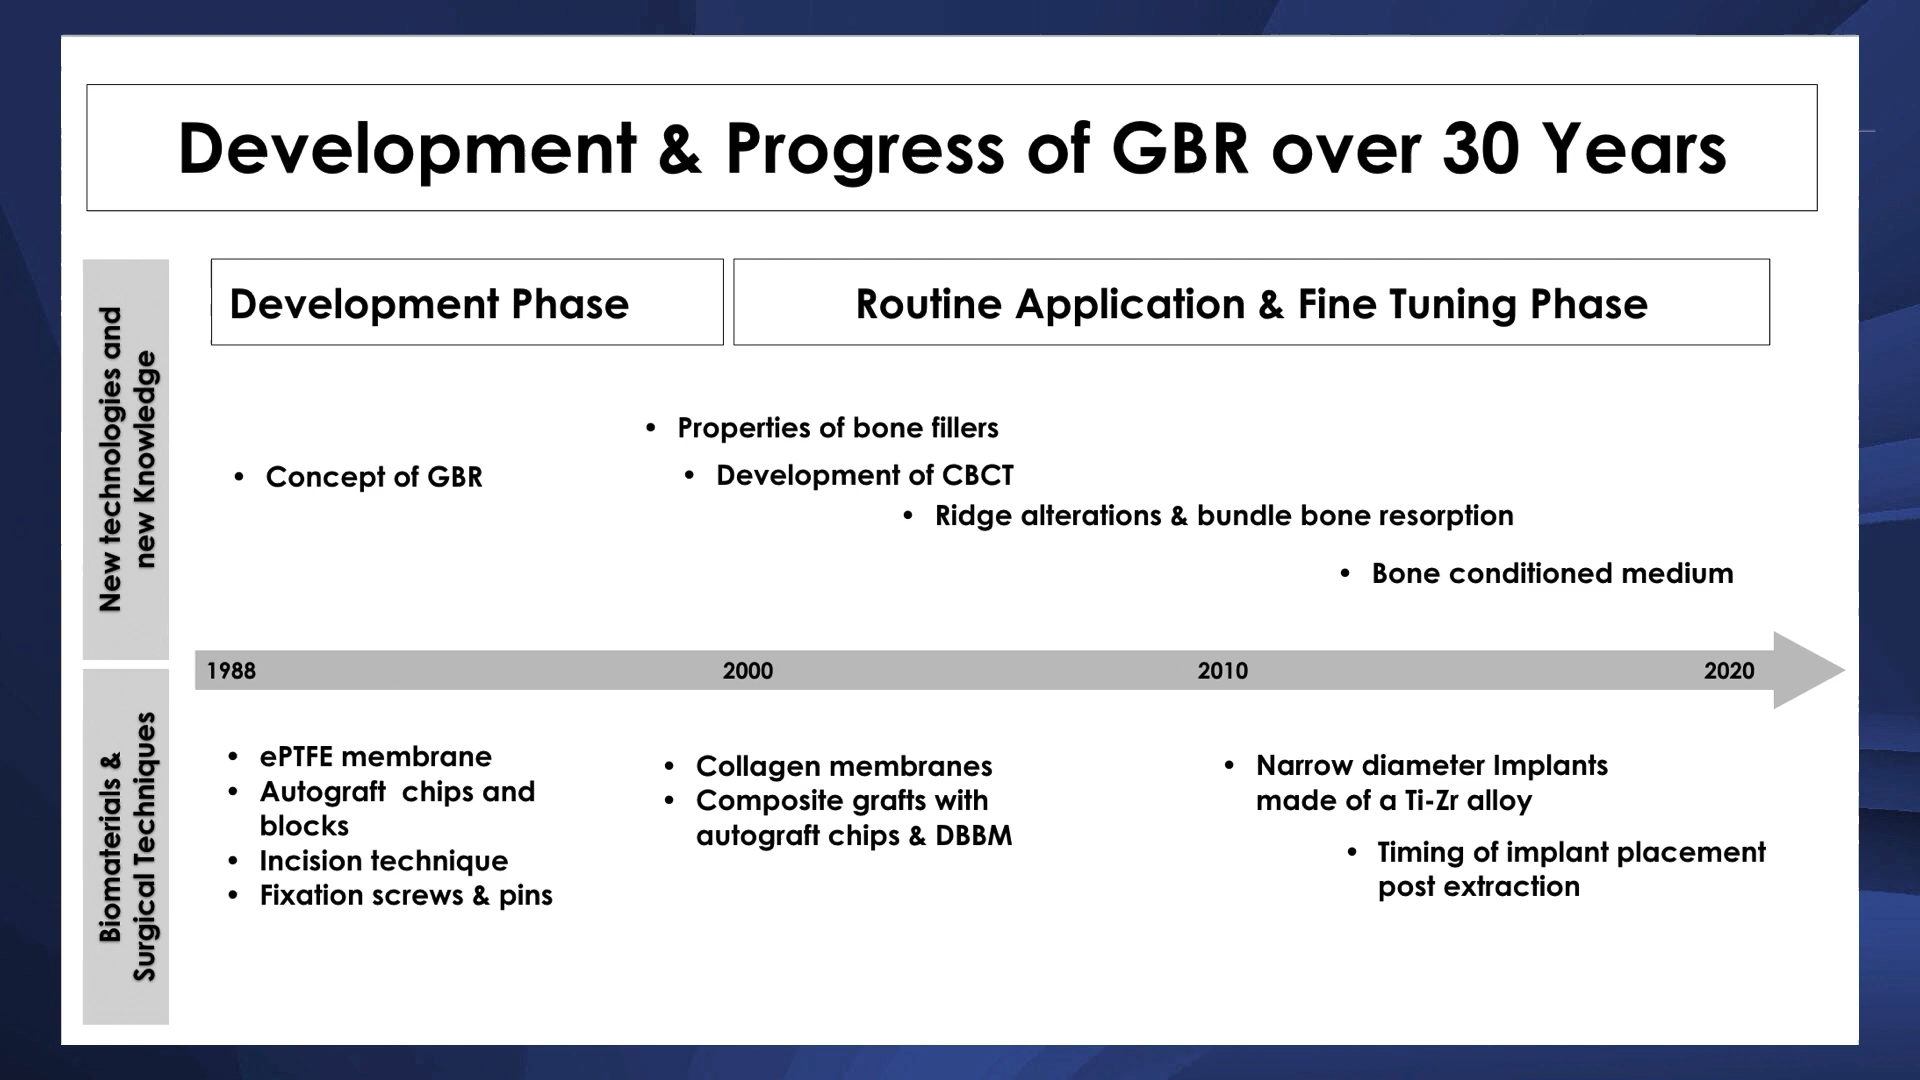 Development & Progress of GBR over 30 Years
Development Phase
Routine Application & Fine Tuning Phase
New technologies and
new Knowledge
• Properties of bone fillers
• Concept of GBR
• Development of CBCT
• Ridge alterations & bundle bone resorption
• Bone conditioned medium
1988 2000 2010 2020
Biomaterials &
Surgical Techniques
• ePTFE membrane
• Autograft chips and
blocks
• Incision technique
• Fixation screws & pins
• Collagen membranes
• Composite grafts with
autograft chips & DBBM
• Narrow diameter Implants
made of a Ti-Zr alloy
• Timing of implant placement
post extraction